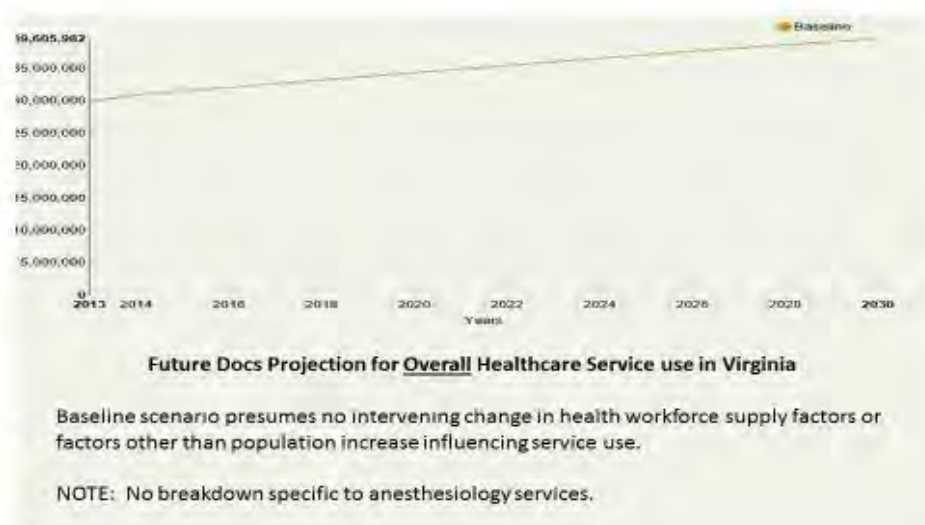 Baseline
39,605,982
35,000,000
30,000,000
25,000,000
20,000,000
15,000,000
10,000,000
5,000,000
0
2013 2014 2016 2018 2020 2022 2024 2026 2028 2030
Years
Future Docs Projection for Overall Healthcare Service use in Virginia
Baseline scenario presumes no intervening change in health workforce supply factors or
factors other than population increase influencing service use.
NOTE: No breakdown specific to anesthesiology services.